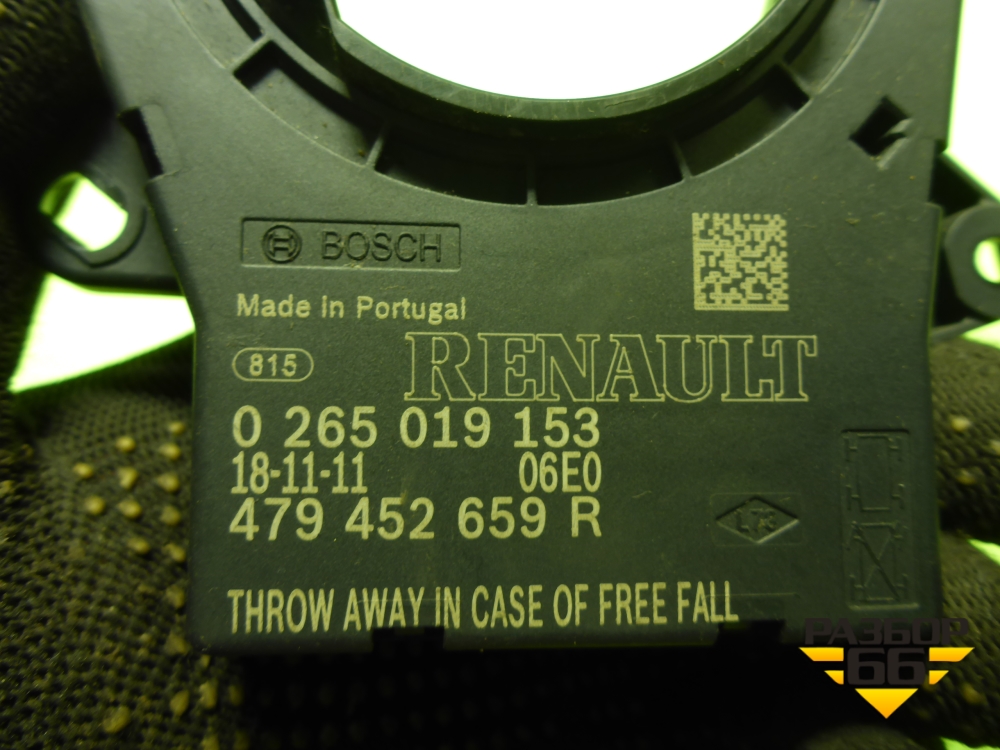 BOSCH
Made in Portugal
815
RENAULT
0 265 019 153
18-11-11 06E0
479 452 659 R
THROW AWAY IN CASE OF FREE FALL
РАЗБОР
66